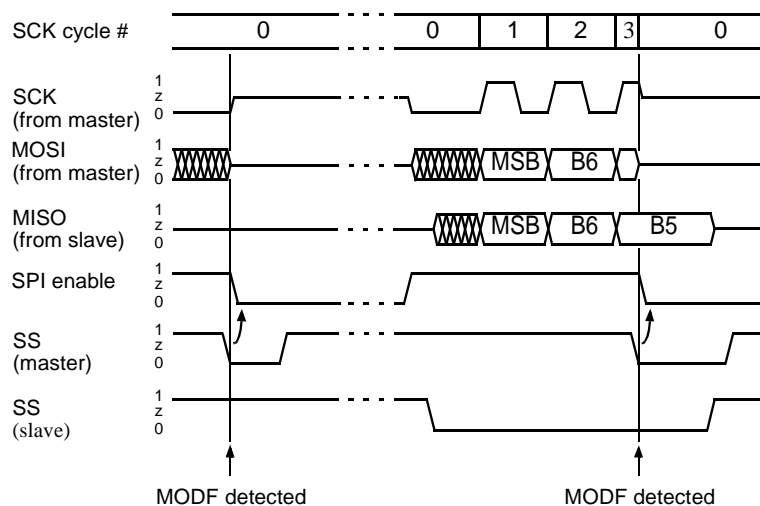 SCK cycle # 0 0 1 2 3 0
SCK
(from master)
1
z
0
MOSI
(from master)
1
z
0
MSB B6
MISO
(from slave)
1
z
0
MSB B6 B5
SPI enable
1
z
0
SS
(master)
1
z
0
SS
(slave)
1
z
0
MODF detected MODF detected